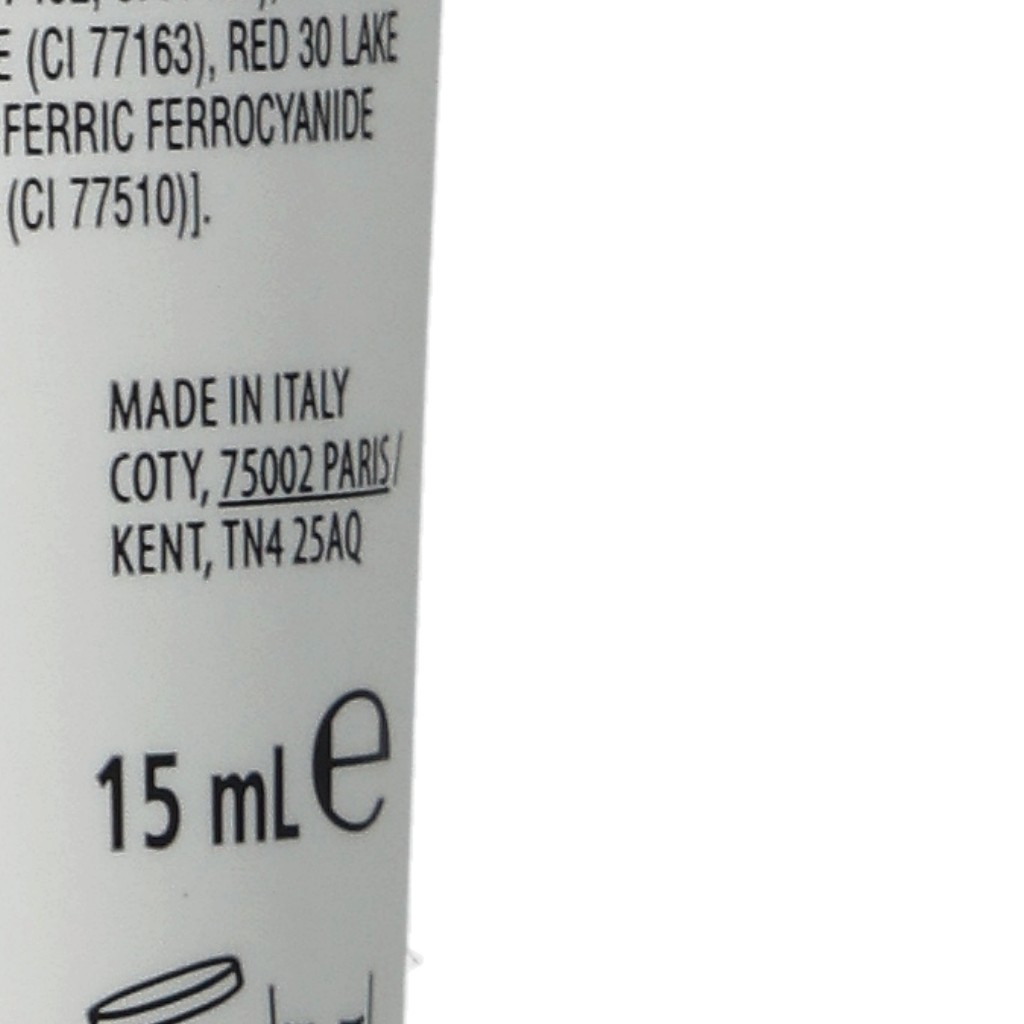 E (CI 77163), RED 30 LAKE
FERRIC FERROCYANIDE
(CI 77510)].
MADE IN ITALY
COTY, 75002 PARIS/
KENT, TN4 25AQ
15 mL e